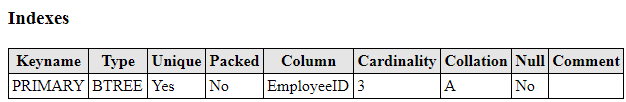 Indexes
Keyname Type Unique Packed Column Cardinality Collation Null Comment
PRIMARY BTREE Yes No EmployeeID 3 A No